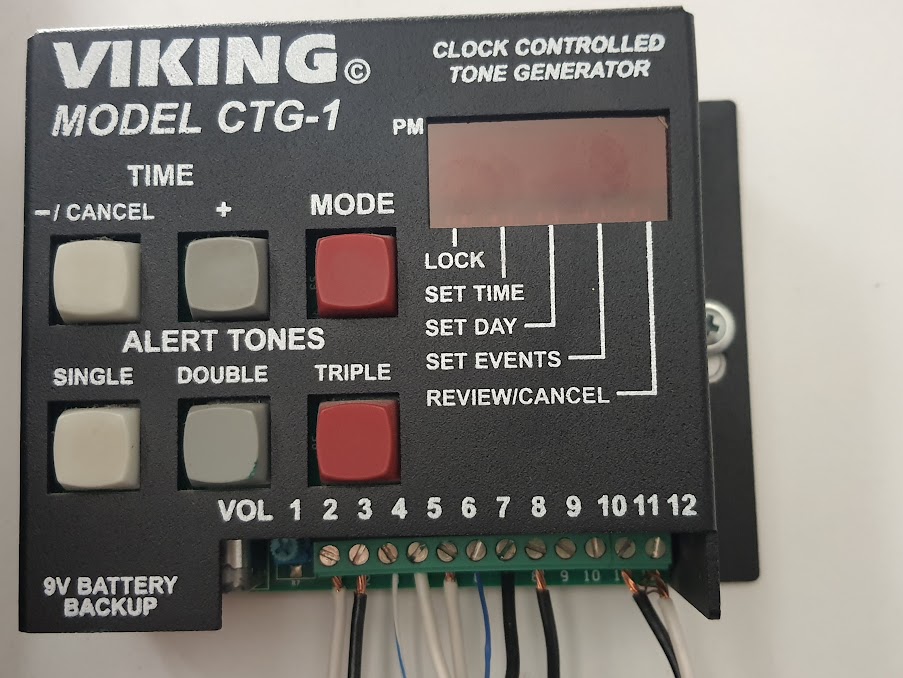 VIKING©
MODEL CTG-1
CLOCK CONTROLLED
TONE GENERATOR
PM
TIME
–/ CANCEL
+
MODE
LOCK
SET TIME
SET DAY
SET EVENTS
REVIEW/CANCEL
ALERT TONES
SINGLE DOUBLE TRIPLE
VOL 1 2 3 4 5 6 7 8 9 10 11 12
9 10
9V BATTERY
BACKUP